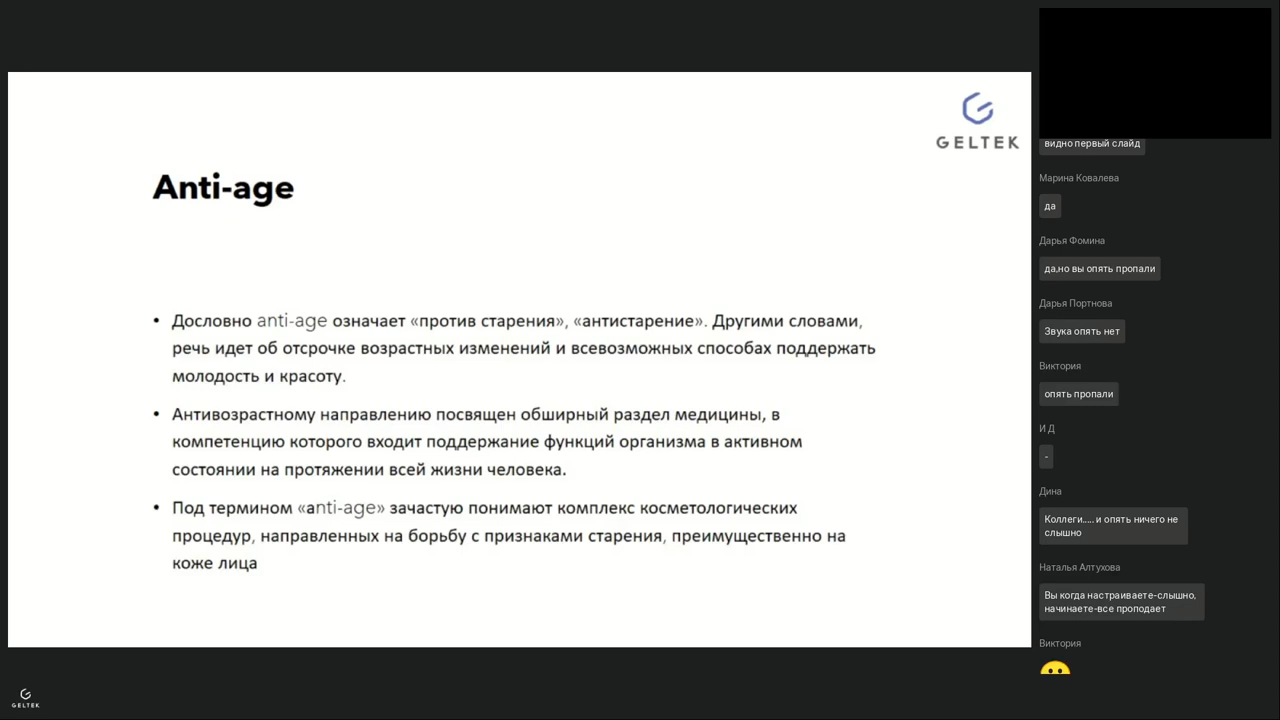 GELTEK
Anti-age
• Дословно anti-age означает «против старения», «антистарение». Другими словами,
речь идет об отсрочке возрастных изменений и всевозможных способах поддержать
молодость и красоту.
• Антивозрастному направлению посвящен обширный раздел медицины, в
компетенцию которого входит поддержание функций организма в активном
состоянии на протяжении всей жизни человека.
• Под термином «anti-age» зачастую понимают комплекс косметологических
процедур, направленных на борьбу с признаками старения, преимущественно на
коже лица
видно первый слайд
Марина Ковалева
да
Дарья Фомина
да,но вы опять пропали
Дарья Портнова
Звука опять нет
Виктория
опять пропали
И Д
-
Дина
Коллеги..... и опять ничего не
слышно
Наталья Алтухова
Вы когда настраиваете-слышно,
начинаете-все проподает
Виктория
GELTEK